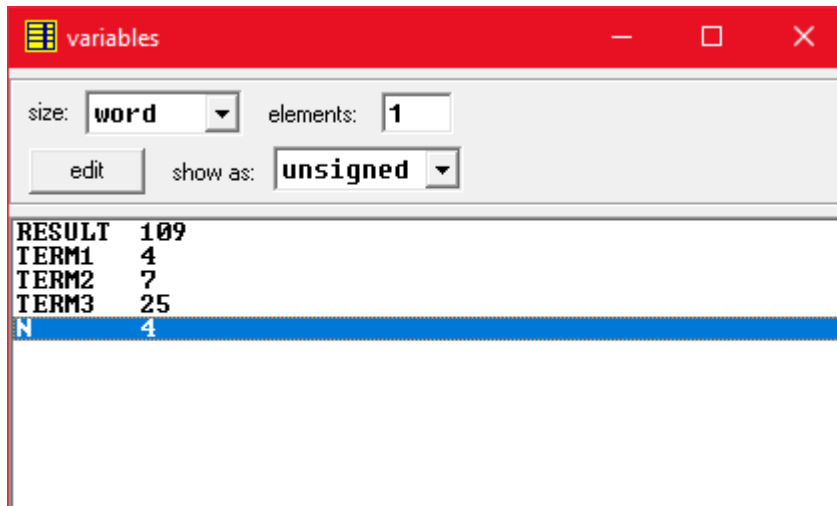 variables
size: word elements: 1
edit show as: unsigned
RESULT 109
TERM1 4
TERM2 7
TERM3 25
N 4